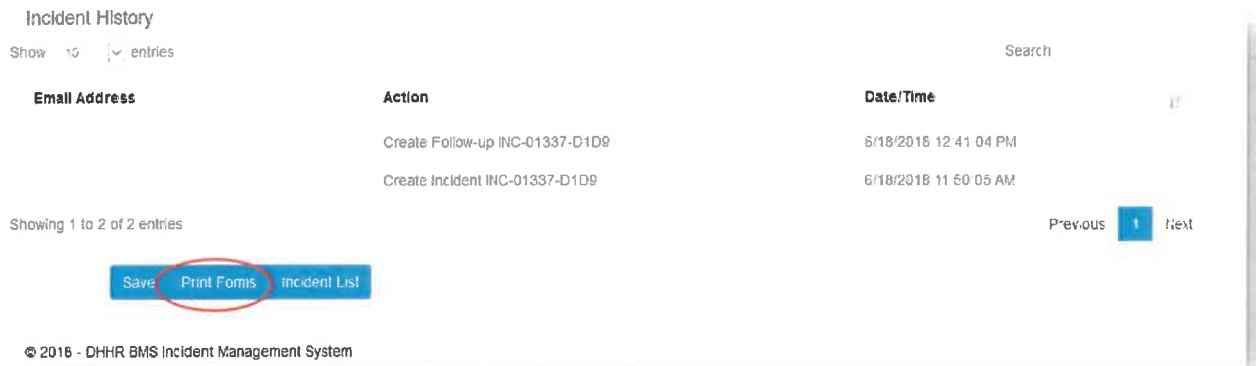 Incident History
Show 10 entries Search
Email Address Action Date/Time
Create Follow-up INC-01337-D1D9 6/18/2018 12:41:04 PM
Create Incident INC-01337-D1D9 6/18/2018 11:50:05 AM
Showing 1 to 2 of 2 entries Previous 1 Next
Save Print Forms Incident List
© 2016 - DHHR BMS Incident Management System